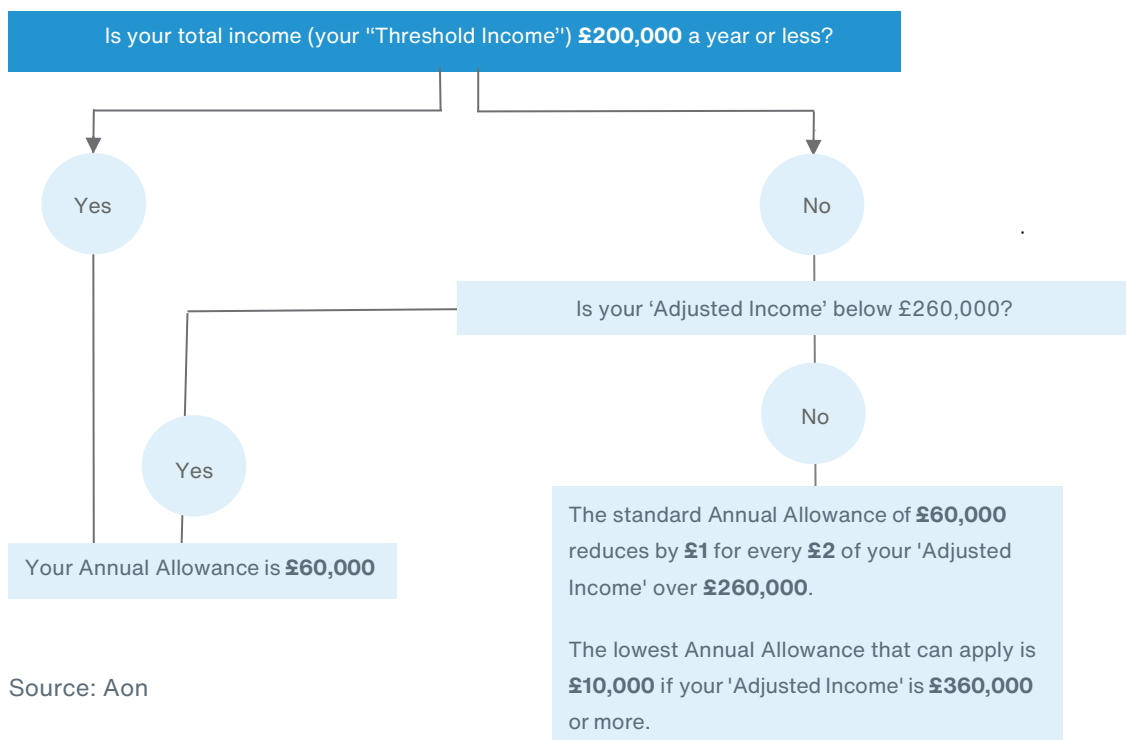 Is your total income (your "Threshold Income") £200,000 a year or less?
Yes
No
Is your ‘Adjusted Income’ below £260,000?
No
Yes
The standard Annual Allowance of £60,000
reduces by £1 for every £2 of your 'Adjusted
Income' over £260,000.
Your Annual Allowance is £60,000
The lowest Annual Allowance that can apply is
£10,000 if your 'Adjusted Income' is £360,000
or more.
Source: Aon